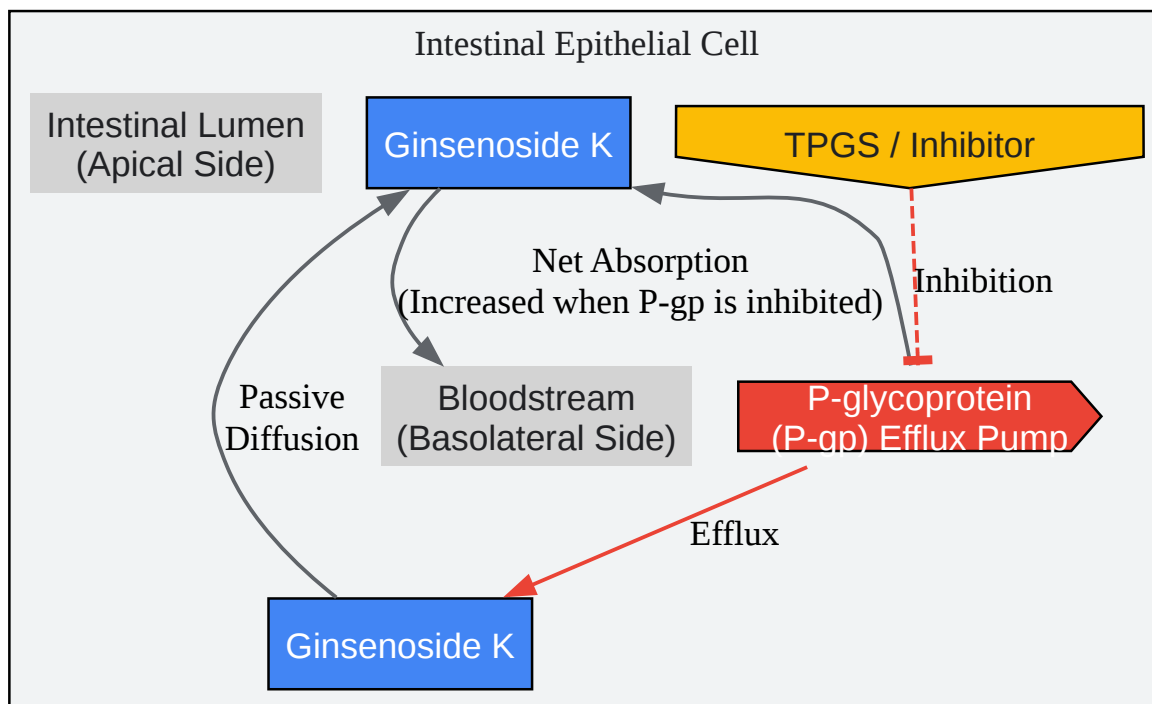 Intestinal Epithelial Cell
Intestinal Lumen
(Apical Side)
Ginsenoside K
TPGS / Inhibitor
Net Absorption
(Increased when P-gp is inhibited)
Inhibition
Passive
Diffusion
Bloodstream
(Basolateral Side)
P-glycoprotein
(P-gp) Efflux Pump
Efflux
Ginsenoside K